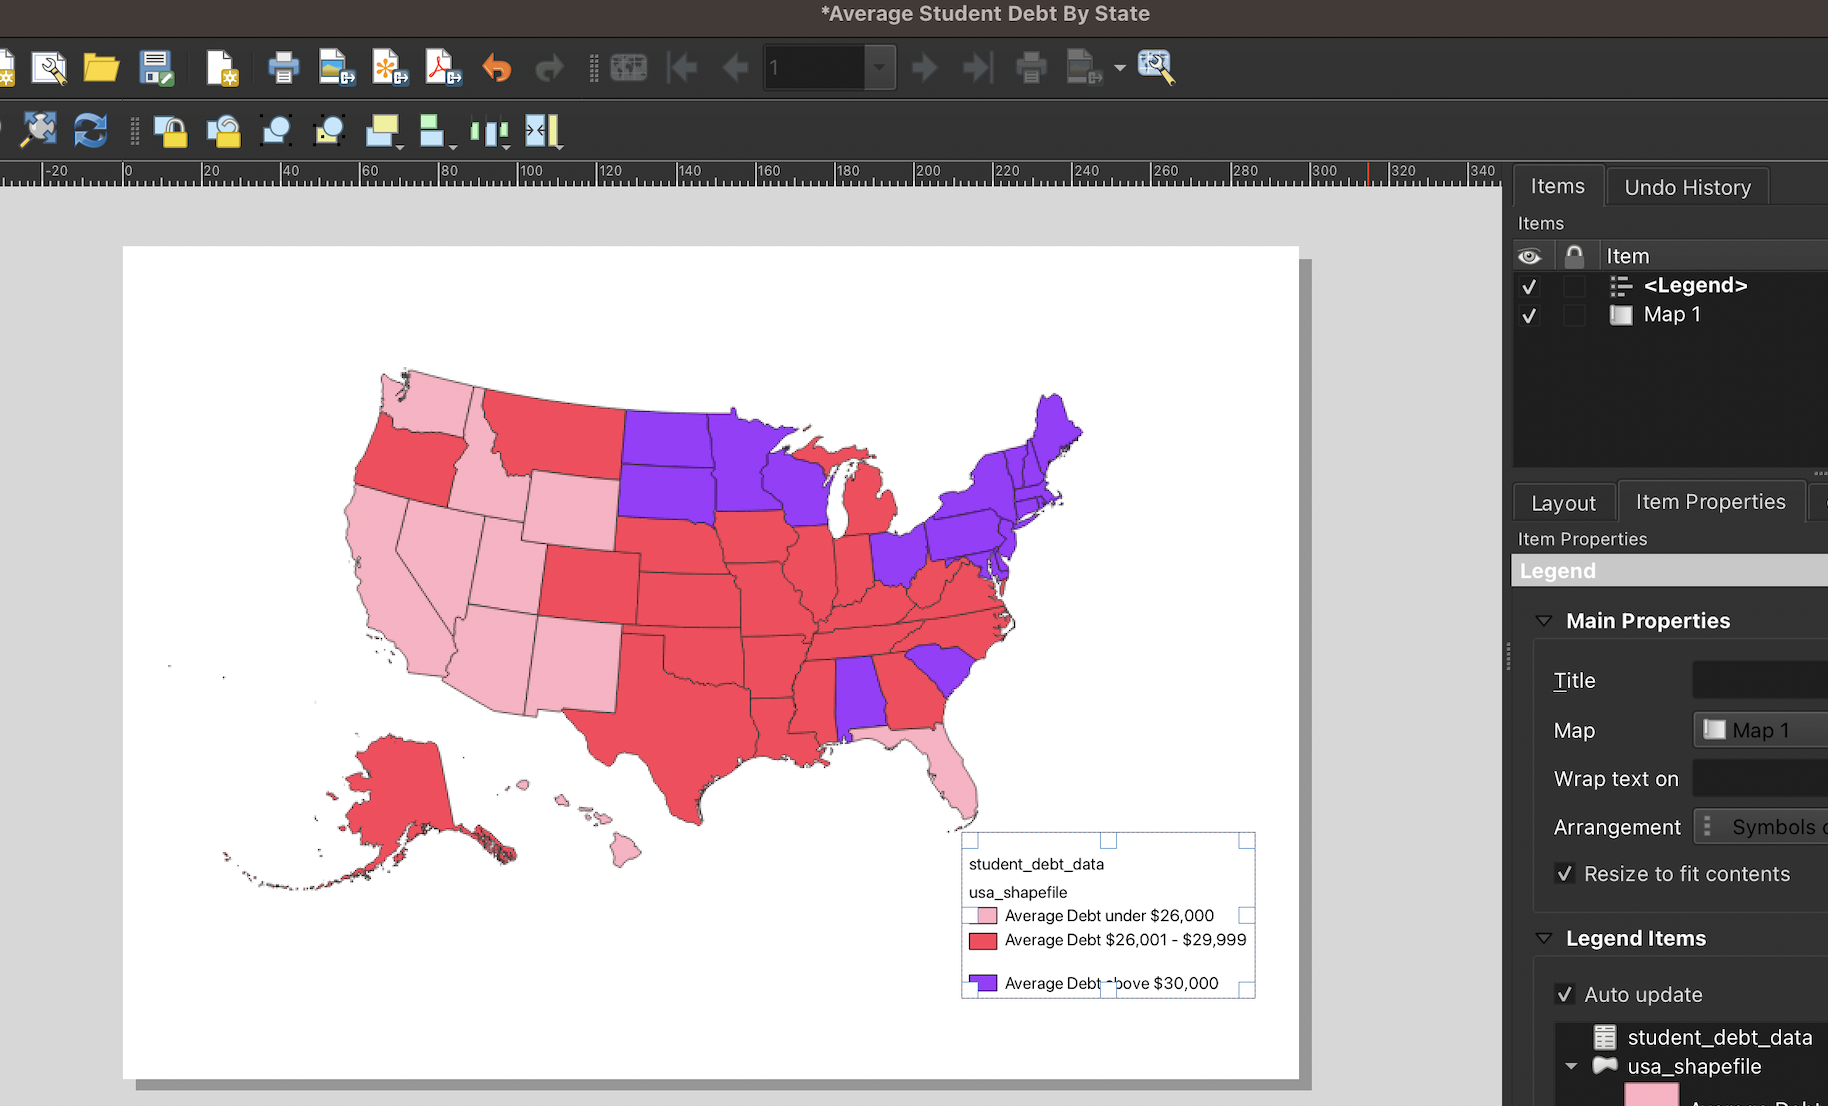 *Average Student Debt By State
1
-20 0 20 40 60 80 100 120 140 160 180 200 220 240 260 280 300 320 340
Items Undo History
Items
Item
<Legend>
Map 1
Layout Item Properties
Item Properties
Legend
Main Properties
Title
Map Map 1
Wrap text on
Arrangement Symbols
Resize to fit contents
Legend Items
Auto update
student_debt_data
usa_shapefile
student_debt_data
usa_shapefile
Average Debt under $26,000
Average Debt $26,001 - $29,999
Average Debt above $30,000